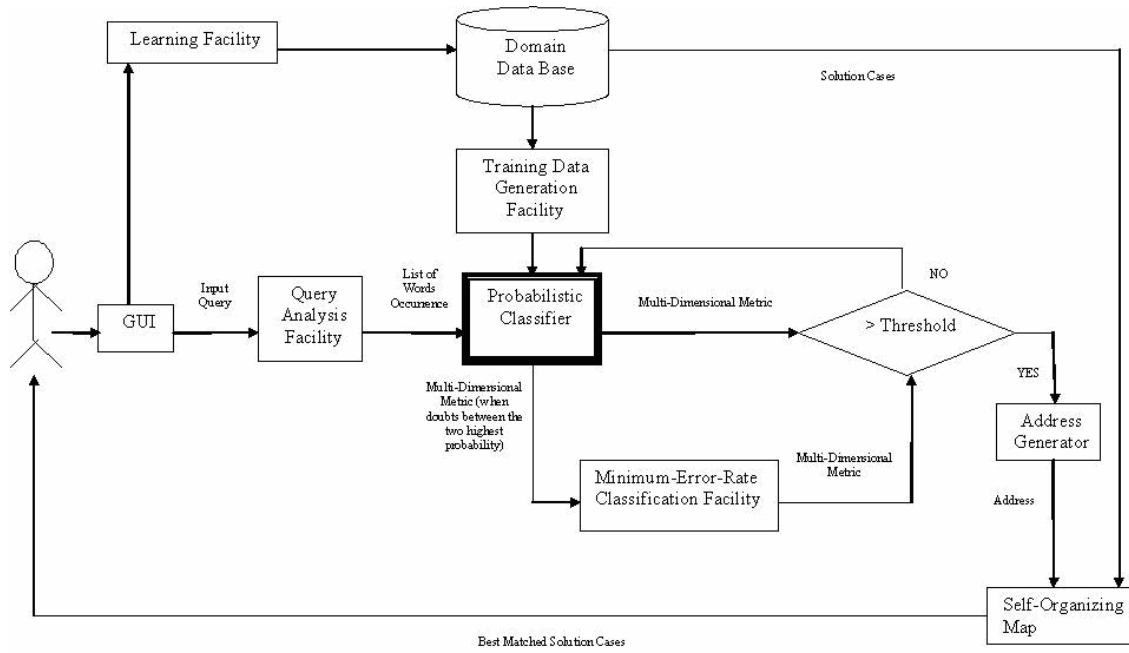 Learning Facility
Domain
Data Base
Solution Cases
Training Data
Generation
Facility
NO
Input
Query
List of
Words
Occurrence
GUI
Query
Analysis
Facility
Probabilistic
Classifier
Multi-Dimensional Metric
> Threshold
YES
Multi-Dimensional
Metric (when
doubts between the
two highest
probability)
Address
Generator
Minimum-Error-Rate
Classification Facility
Multi-Dimensional
Metric
Address
Self-Organizing
Map
Best Matched Solution Cases